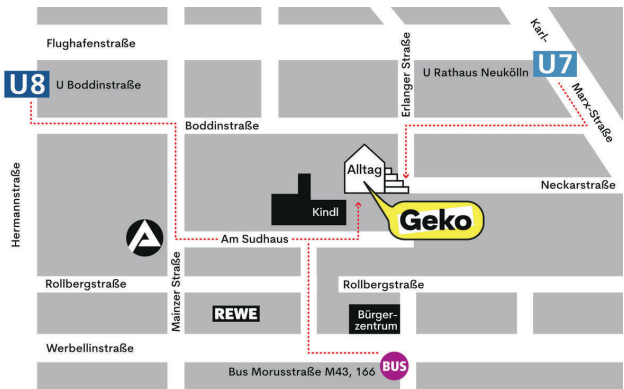 Flughafenstraße
U8
U Boddinstraße
Boddinstraße
Erlanger Straße
Karl-
Marx-Straße
U7
U Rathaus Neukölln
Hermannstraße
Alltag
Neckarstraße
Kindl
Geko
Am Sudhaus
Mainzer Straße
Rollbergstraße
Rollbergstraße
REWE
Bürger-
zentrum
Werbellinstraße
Bus Morusstraße M43, 166
BUS